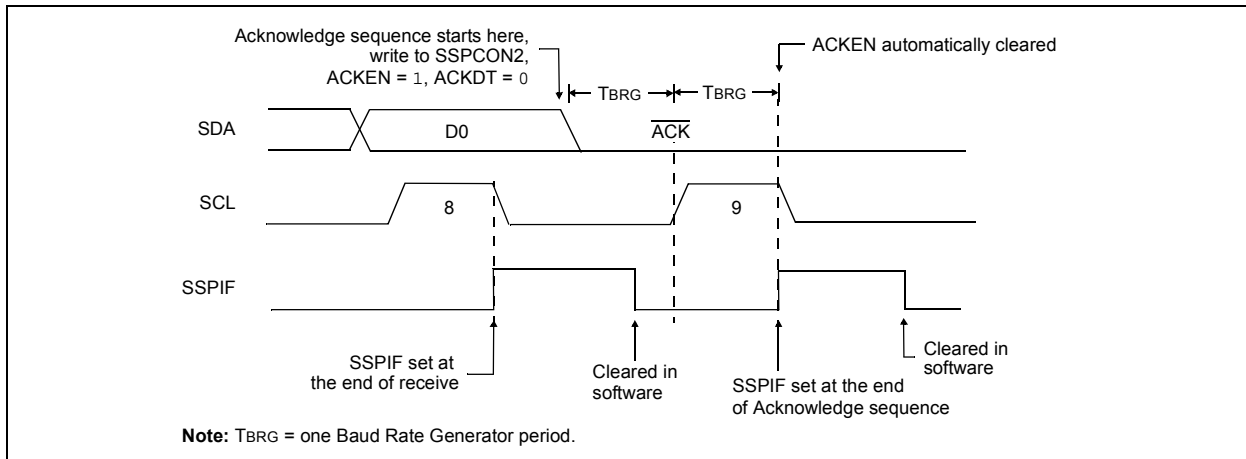 Acknowledge sequence starts here,
write to SSPCON2,
ACKEN = 1, ACKDT = 0
ACKEN automatically cleared
TBRG
TBRG
SDA
D0
ACK
SCL
8
9
SSPIF
SSPIF set at
the end of receive
Cleared in
software
SSPIF set at the end
of Acknowledge sequence
Cleared in
software
Note: TBRG = one Baud Rate Generator period.